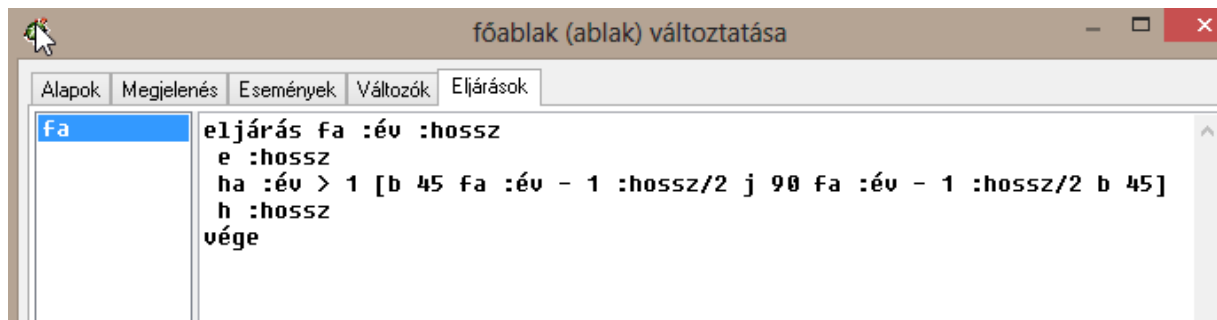 főablak (ablak) változtatása
Alapok Megjelenés Események Változók Eljárások
fa
eljárás fa :év :hossz
e :hossz
ha :év > 1 [b 45 fa :év - 1 :hossz/2 j 90 fa :év - 1 :hossz/2 b 45]
h :hossz
vége